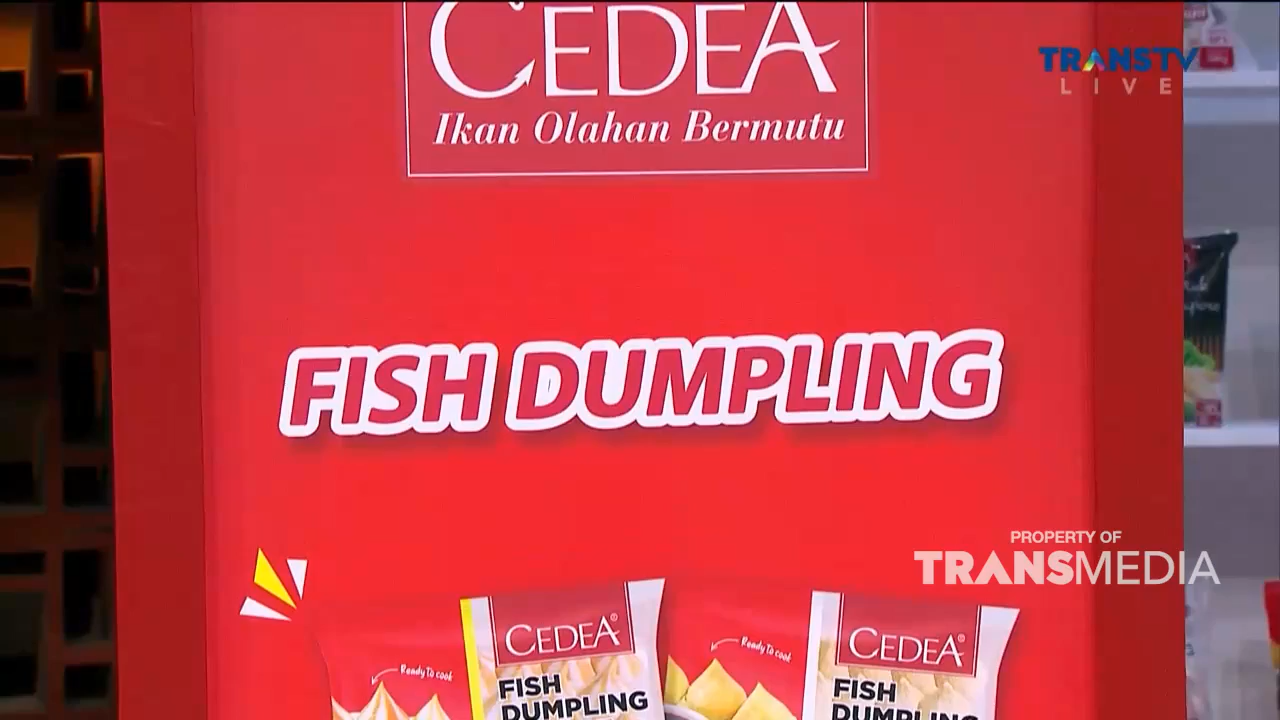 CEDEA
Ikan Olahan Bermutu
TRANSTV
LIVE
FISH DUMPLING
PROPERTY OF
TRANSMEDIA
Ready to cook
CEDEA®
FISH
DUMPLING
Ready to cook
CEDEA®
FISH
DUMPLING